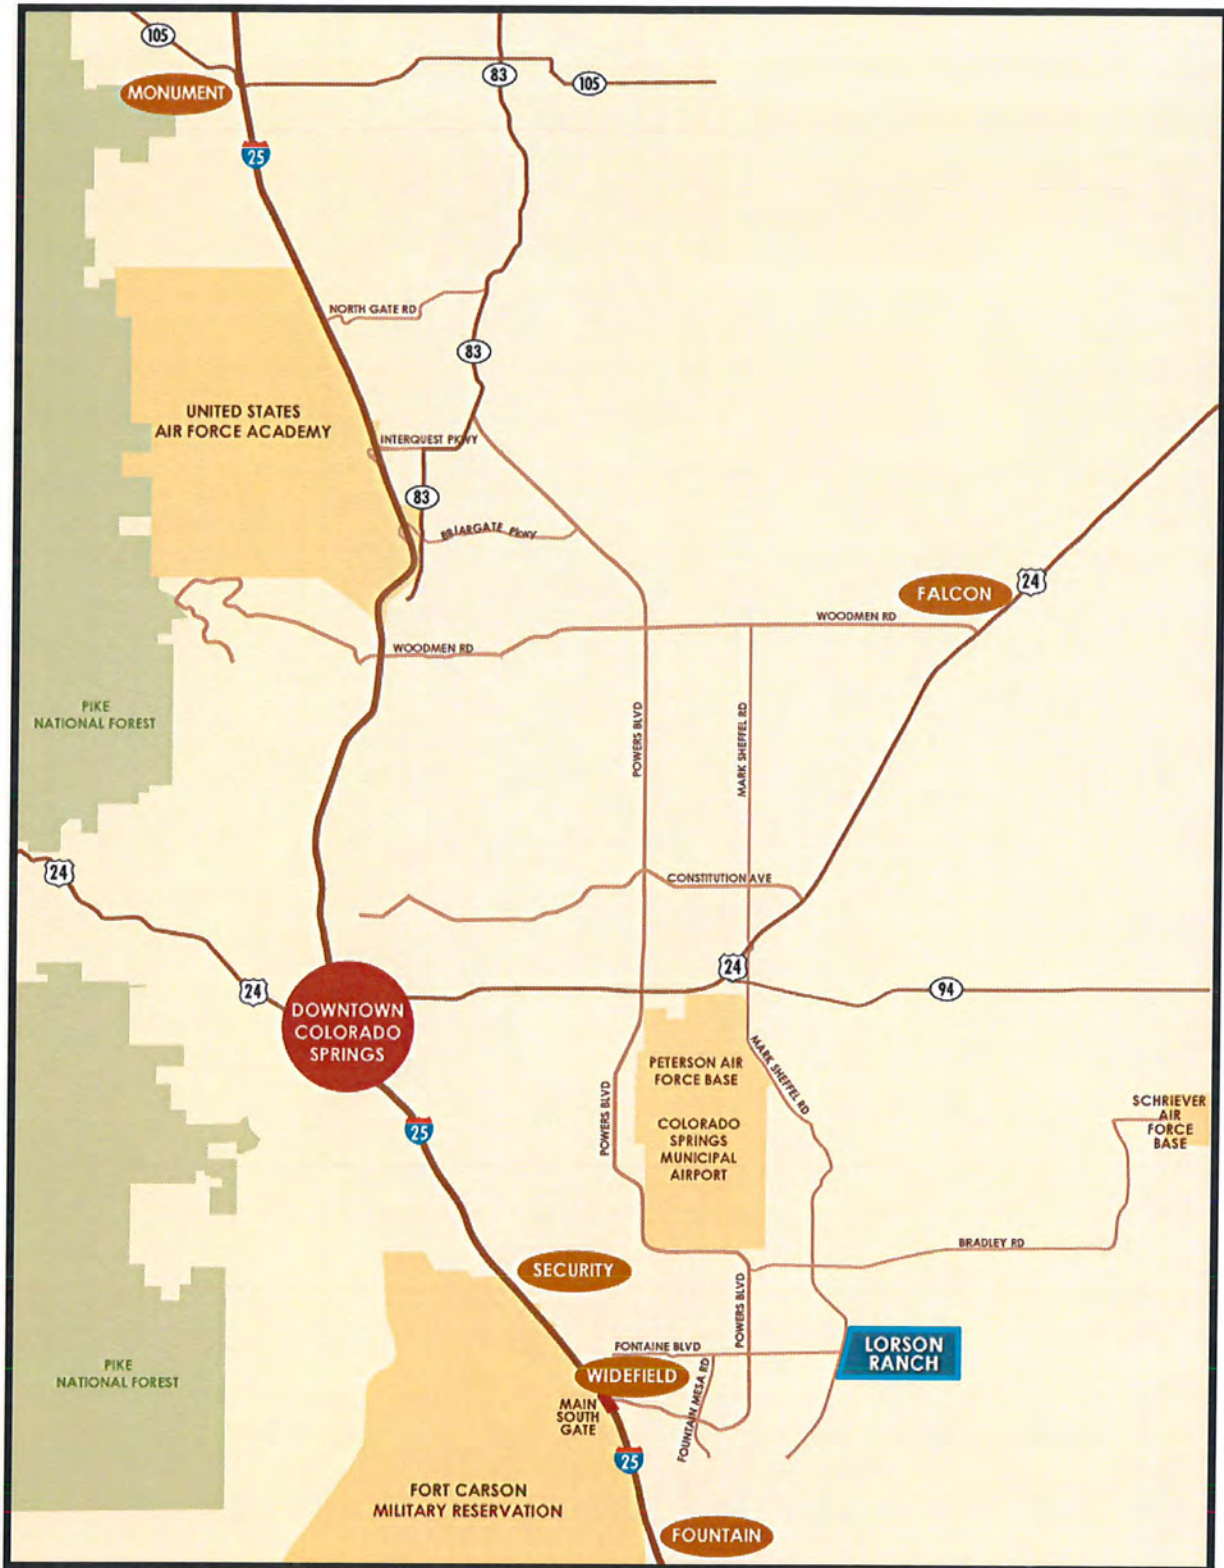 105
83
105
MONUMENT
25
NORTH GATE RD
83
UNITED STATES
AIR FORCE ACADEMY
INTERQUEST PKWY
83
BRIARGATE PKWY
24
FALCON
WOODMEN RD
WOODMEN RD
PIKE
NATIONAL FOREST
POWERS BLVD
MARK SHEFFEL RD
24
CONSTITUTION AVE
24
24
94
DOWNTOWN
COLORADO
SPRINGS
PETERSON AIR
FORCE BASE
MARK SHEFFEL RD
POWERS BLVD
COLORADO
SPRINGS
MUNICIPAL
AIRPORT
SCHRIEVER
AIR
FORCE
BASE
25
BRADLEY RD
SECURITY
POWERS BLVD
FONTAINE BLVD
LORSON
RANCH
WIDEFIELD
PIKE
NATIONAL FOREST
MAIN
SOUTH
GATE
FOUNTAIN MESA RD
25
FORT CARSON
MILITARY RESERVATION
FOUNTAIN